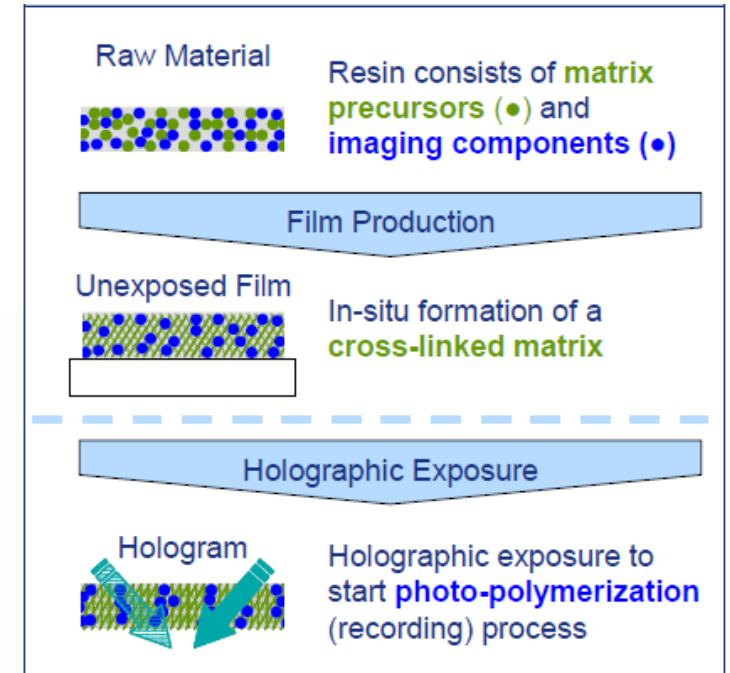 Raw Material
Resin consists of matrix
precursors (●) and
imaging components (●)
Film Production
Unexposed Film
In-situ formation of a
cross-linked matrix
Holographic Exposure
Hologram
Holographic exposure to
start photo-polymerization
(recording) process